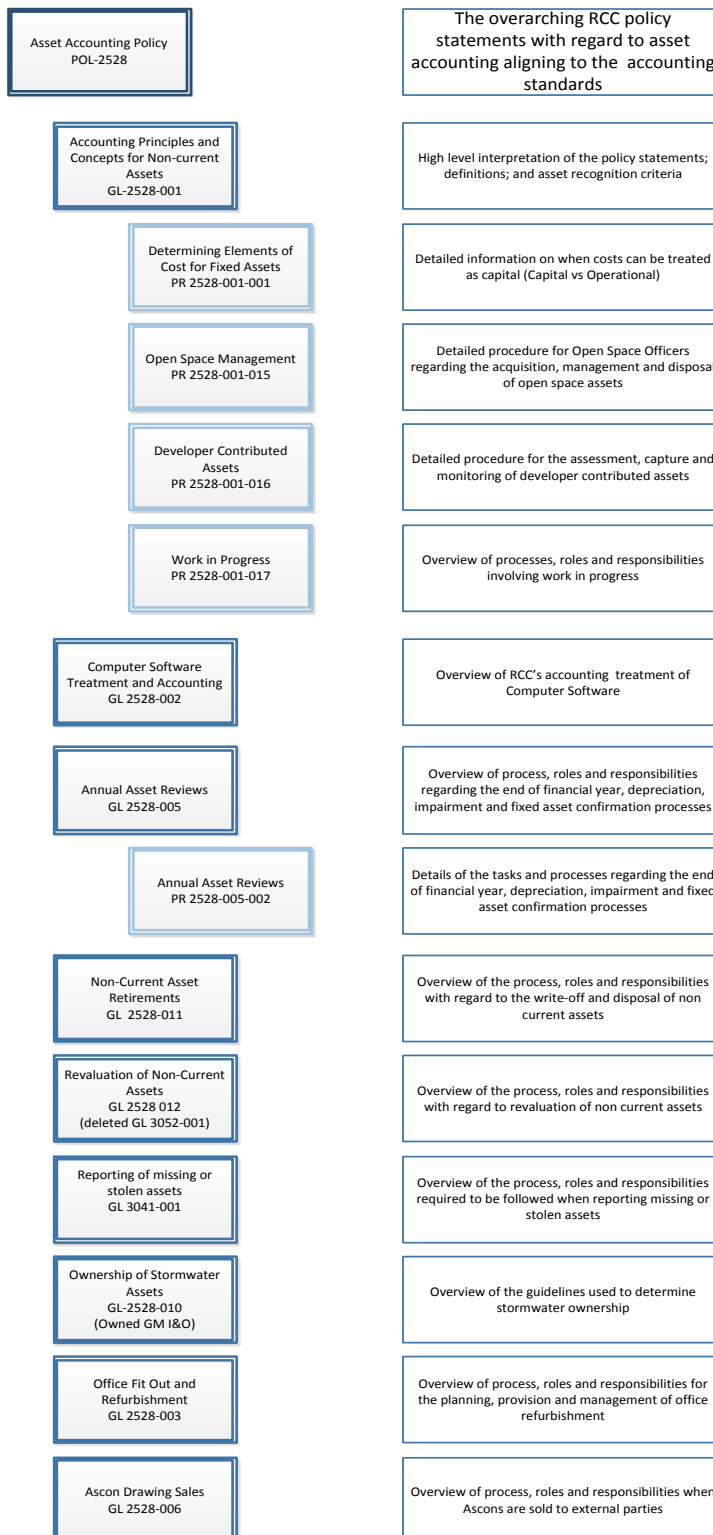 Asset Accounting Policy
POL-2528
The overarching RCC policy
statements with regard to asset
accounting aligning to the accounting
standards
Accounting Principles and
Concepts for Non-current
Assets
GL-2528-001
High level interpretation of the policy statements;
definitions; and asset recognition criteria
Determining Elements of
Cost for Fixed Assets
PR 2528-001-001
Detailed information on when costs can be treated
as capital (Capital vs Operational)
Open Space Management
PR 2528-001-015
Detailed procedure for Open Space Officers
regarding the acquisition, management and disposal
of open space assets
Developer Contributed
Assets
PR 2528-001-016
Detailed procedure for the assessment, capture and
monitoring of developer contributed assets
Work in Progress
PR 2528-001-017
Overview of processes, roles and responsibilities
involving work in progress
Computer Software
Treatment and Accounting
GL 2528-002
Overview of RCC's accounting treatment of
Computer Software
Annual Asset Reviews
GL 2528-005
Overview of process, roles and responsibilities
regarding the end of financial year, depreciation,
impairment and fixed asset confirmation processes
Annual Asset Reviews
PR 2528-005-002
Details of the tasks and processes regarding the end
of financial year, depreciation, impairment and fixed
asset confirmation processes
Non-Current Asset
Retirements
GL 2528-011
Overview of the process, roles and responsibilities
with regard to the write-off and disposal of non
current assets
Revaluation of Non-Current
Assets
GL 2528 012
(deleted GL 3052-001)
Overview of the process, roles and responsibilities
with regard to revaluation of non current assets
Reporting of missing or
stolen assets
GL 3041-001
Overview of the process, roles and responsibilities
required to be followed when reporting missing or
stolen assets
Ownership of Stormwater
Assets
GL-2528-010
(Owned GM I&O)
Overview of the guidelines used to determine
stormwater ownership
Office Fit Out and
Refurbishment
GL 2528-003
Overview of process, roles and responsibilities for
the planning, provision and management of office
refurbishment
Ascon Drawing Sales
GL 2528-006
Overview of process, roles and responsibilities when
Ascons are sold to external parties